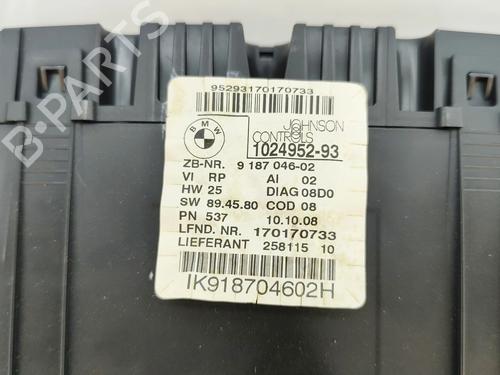 95293170170733
BMW
JOHNSON
CONTROLS
1024952-93
ZB-NR. 9 187 046-02
VI RP AI 02
HW 25 DIAG 08D0
SW 89.45.80 COD 08
PN 537 10.10.08
LFND. NR. 170170733
LIEFERANT 258115 10
IK918704602H
B-PARTS